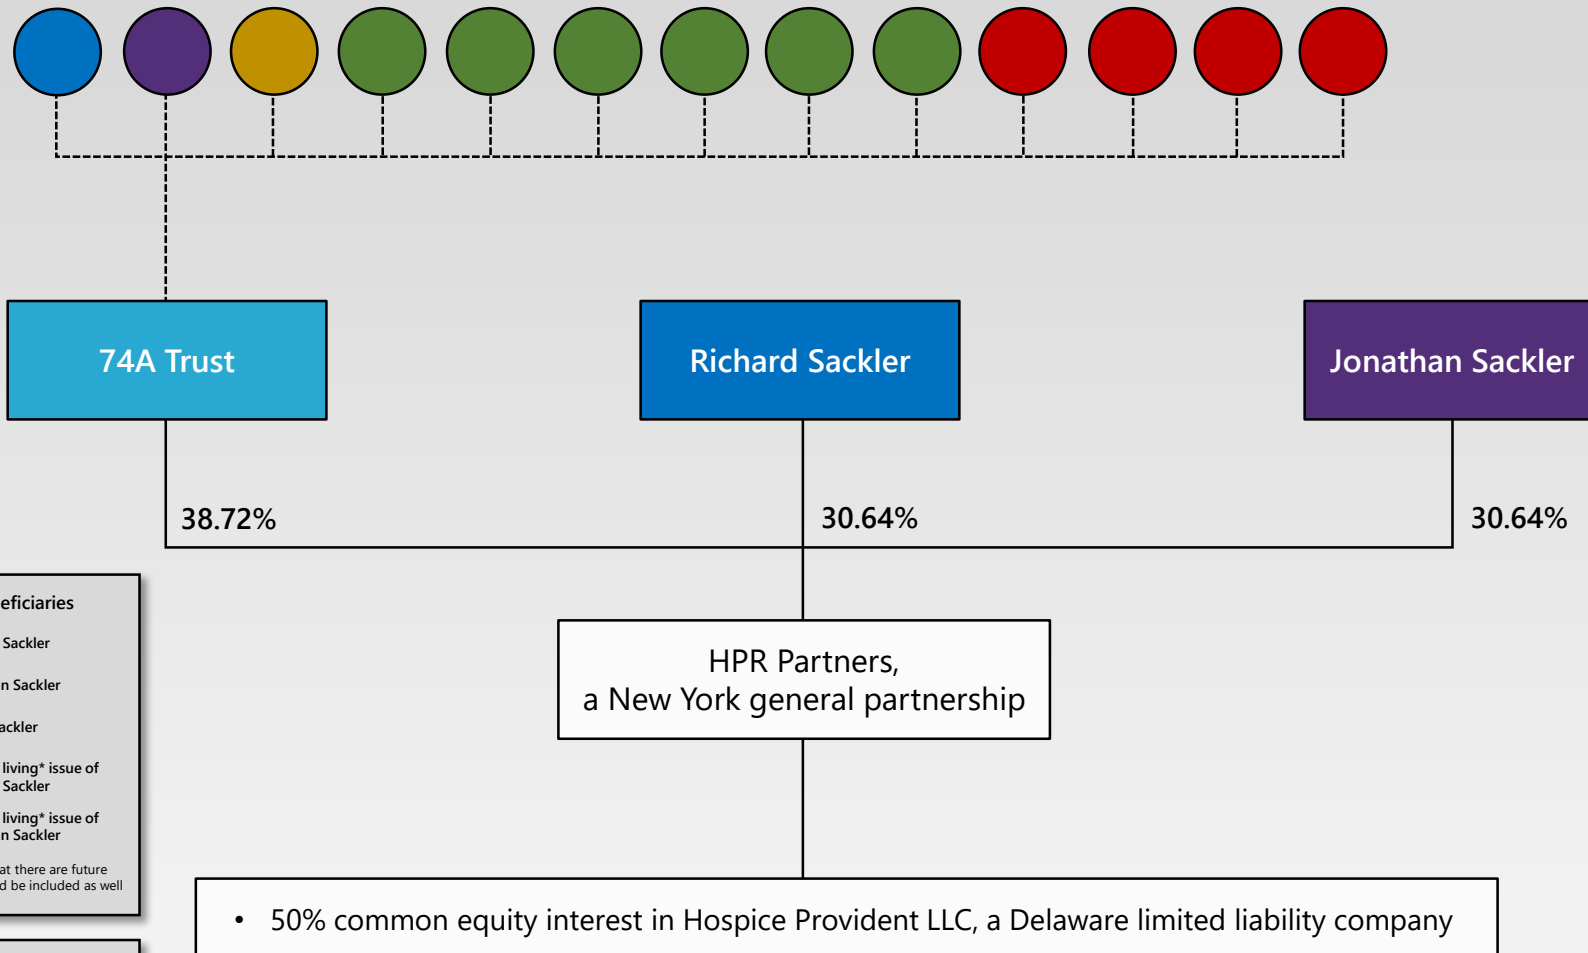 74A Trust
Richard Sackler
Jonathan Sackler
38.72%
30.64%
30.64%
HPR Partners,
a New York general partnership
eficiaries
Sackler
n Sackler
ackler
living* issue of
Sackler
living* issue of
n Sackler
at there are future
d be included as well
• 50% common equity interest in Hospice Provident LLC, a Delaware limited liability company